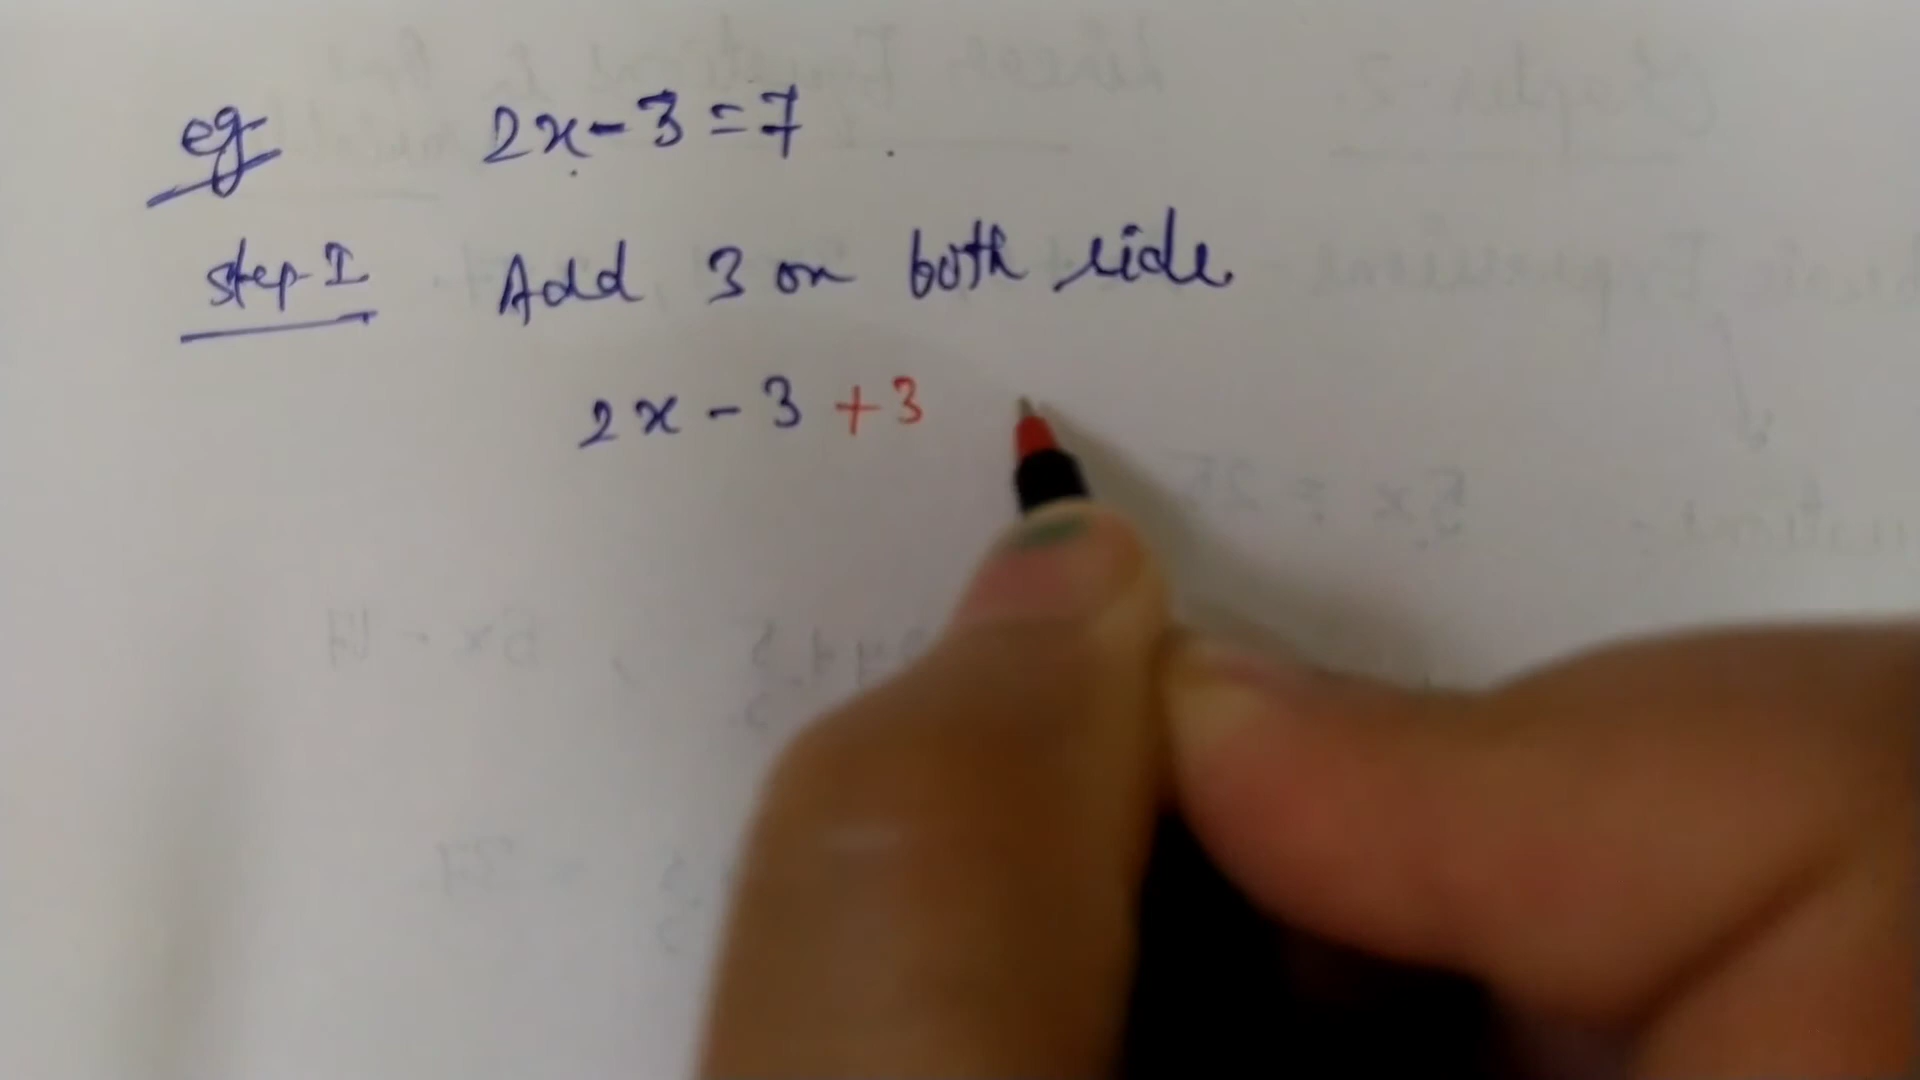 eg 2x - 3 = 7
Step-I Add 3 on both side
2x - 3 + 3